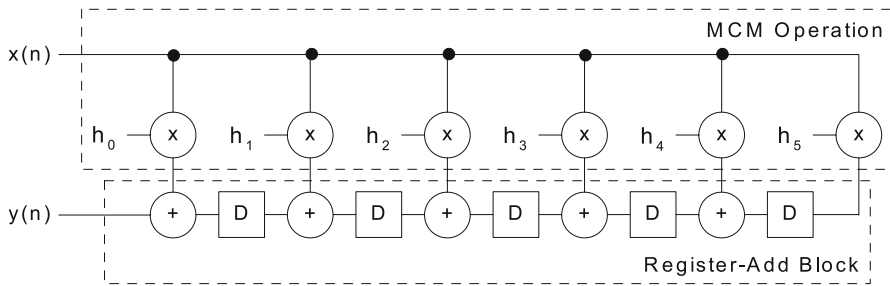 MCM Operation
x(n)
h0 x h1 x h2 x h3 x h4 x h5 x
y(n) + D + D + D + D + D
Register-Add Block